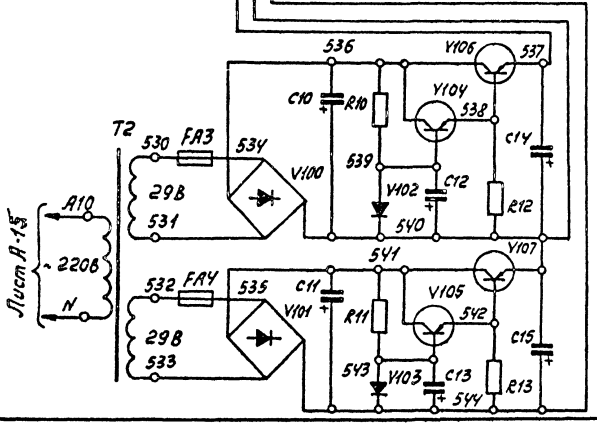 536
V106
537
C10
R10
V104
538
C14
T2
530
FA3
534
539
V100
V102
C12
R12
29В
531
540
Лист А-15
А10
~220В
N
541
V107
532
FA4
535
C11
R11
V105
542
C15
V101
29В
533
543
V103
C13
544
R13
+
+
+
+
+
+